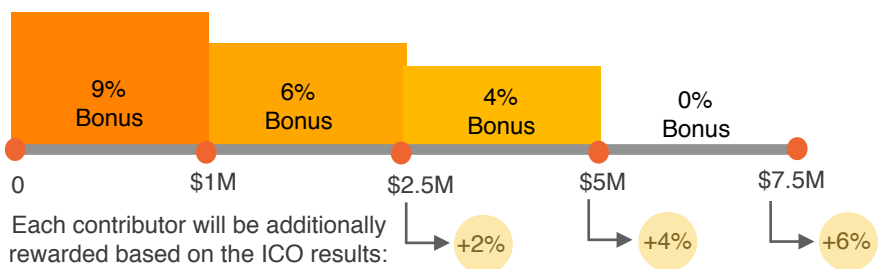 9%
Bonus
6%
Bonus
4%
Bonus
0%
Bonus
0
$1M
$2.5M
$5M
$7.5M
Each contributor will be additionally
rewarded based on the ICO results:
+2%
+4%
+6%